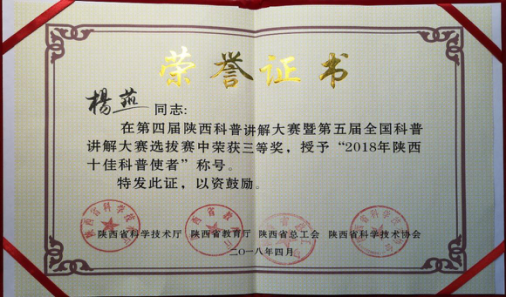 荣誉证书
楊燕 同志:
在第四届陕西科普讲解大赛暨第五届全国科普
讲解大赛选拔赛中荣获三等奖,授予“2018年陕西
十佳科普使者”称号。
特发此证,以资鼓励。
陕西省科学技术厅 陕西省教育厅 陕西省总工会 陕西省科学技术协会
二〇一八年四月